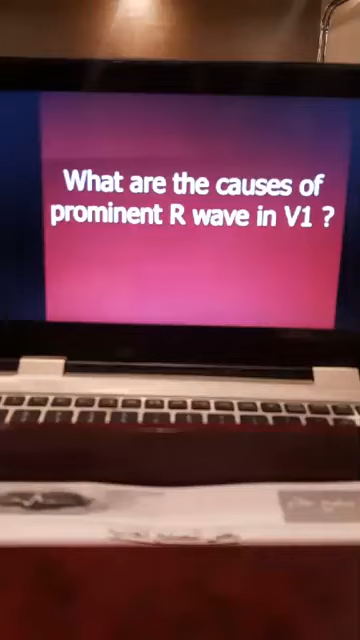 What are the causes of
prominent R wave in V1 ?